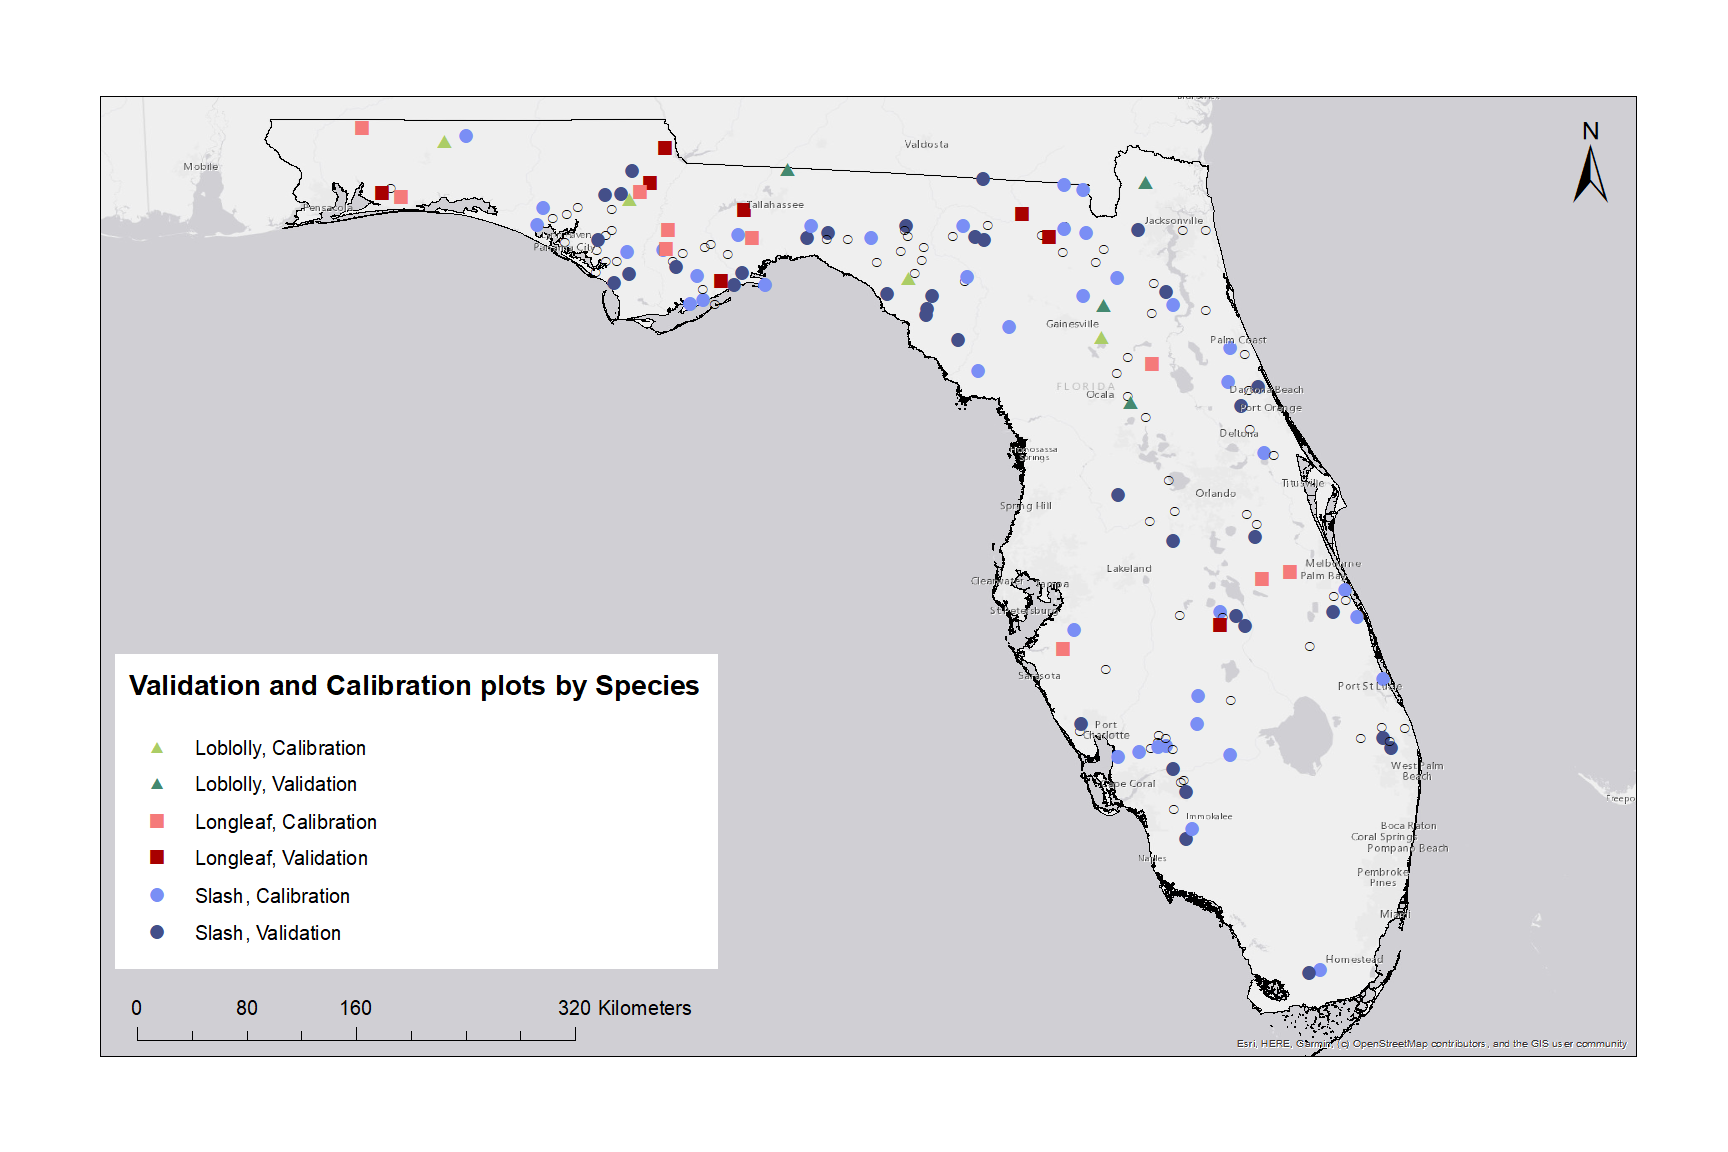 N
Valdosta
Mobile
Pensacola
Tallahassee
Jacksonville
Panama City
Gainesville
Palm Coast
FLORIDA
Ocala
Daytona Beach
Port Orange
Deltona
Homosassa
Springs
Titusville
Orlando
Spring Hill
Melbourne
Lakeland
Palm Bay
Clearwater
Tampa
St Petersburg
Sarasota
Port St Lucie
Port
Charlotte
West Palm
Beach
Cape Coral
Freepo
Immokalee
Boca Raton
Coral Springs
Pompano Beach
Naples
Pembroke
Pines
Miami
Homestead
Validation and Calibration plots by Species
Loblolly, Calibration
Loblolly, Validation
Longleaf, Calibration
Longleaf, Validation
Slash, Calibration
Slash, Validation
0 80 160 320 Kilometers
Esri, HERE, Garmin, (c) OpenStreetMap contributors, and the GIS user community